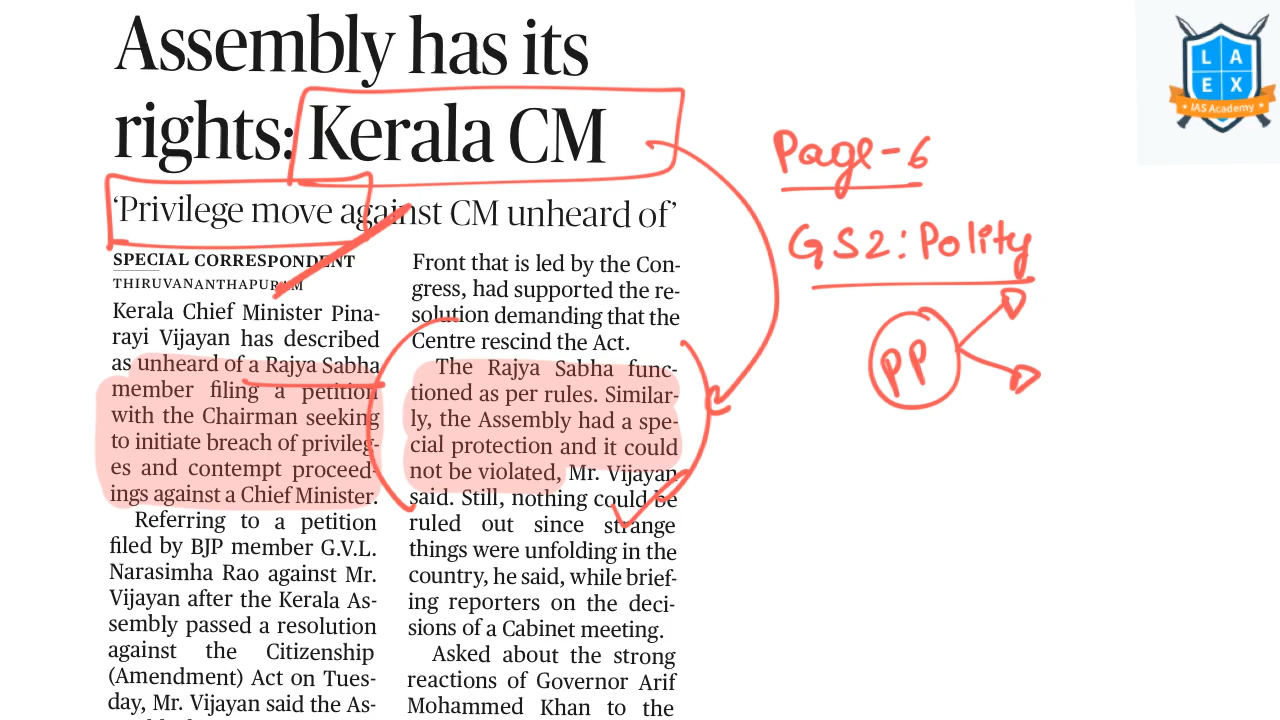 Assembly has its
rights: Kerala CM
'Privilege move against CM unheard of'
SPECIAL CORRESPONDENT
THIRUVANANTHAPURAM
Kerala Chief Minister Pina-
rayi Vijayan has described
as unheard of a Rajya Sabha
member filing a petition
with the Chairman seeking
to initiate breach of privileg-
es and contempt proceed-
ings against a Chief Minister.
Referring to a petition
filed by BJP member G.V.L.
Narasimha Rao against Mr.
Vijayan after the Kerala As-
sembly passed a resolution
against the Citizenship
(Amendment) Act on Tues-
day, Mr. Vijayan said the As-
Front that is led by the Con-
gress, had supported the re-
solution demanding that the
Centre rescind the Act.
The Rajya Sabha func-
tioned as per rules. Similar-
ly, the Assembly had a spe-
cial protection and it could
not be violated, Mr. Vijayan
said. Still, nothing could be
ruled out since strange
things were unfolding in the
country, he said, while brief-
ing reporters on the deci-
sions of a Cabinet meeting.
Asked about the strong
reactions of Governor Arif
Mohammed Khan to the
Page-6
GS2: Polity
PP
L A
E X
IAS Academy